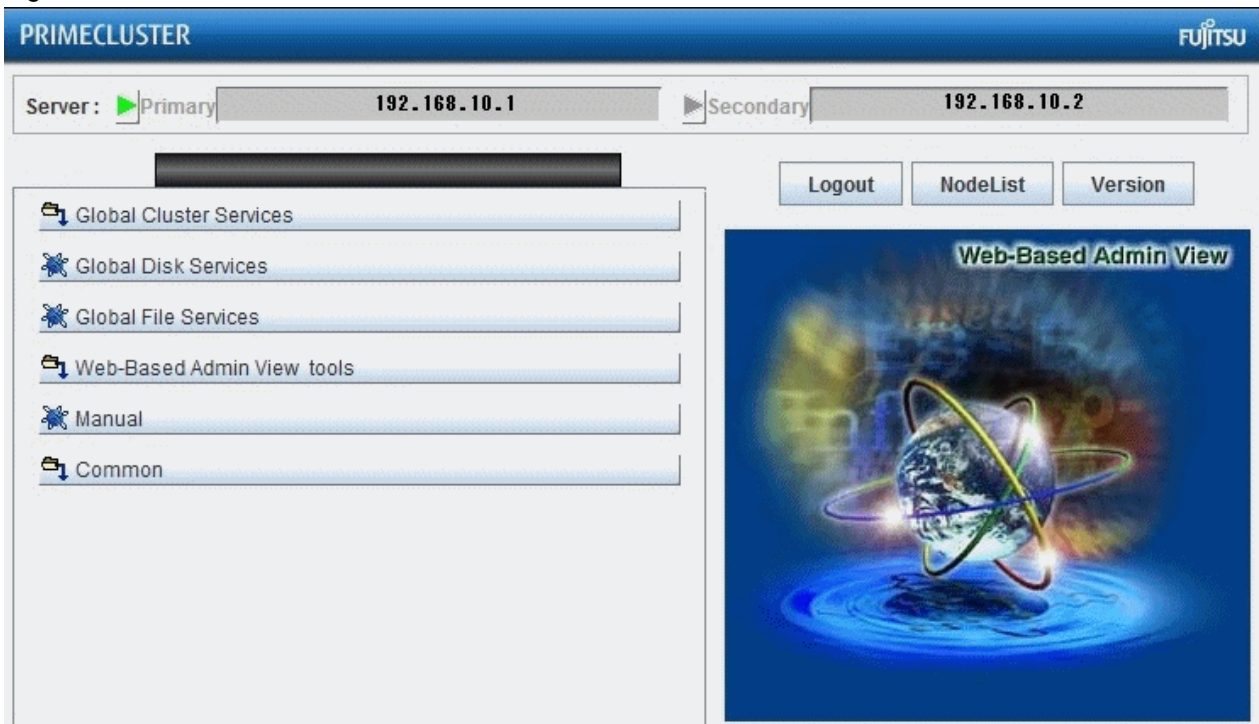 PRIMECLUSTER
FUJITSU
Server : Primary 192.168.10.1 Secondary 192.168.10.2
Logout NodeList Version
Global Cluster Services
Global Disk Services
Global File Services
Web-Based Admin View tools
Manual
Common
Web-Based Admin View